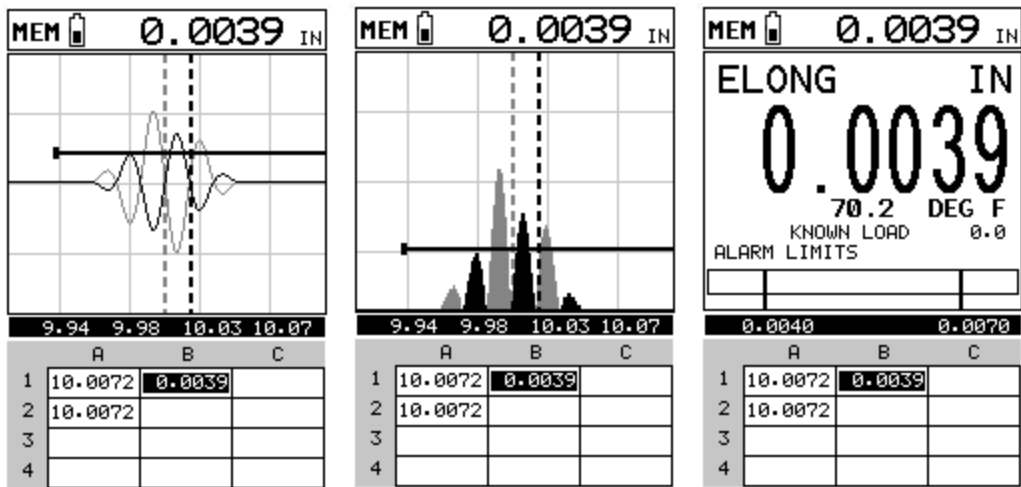 MEM 0.0039 IN
9.94 9.98 10.03 10.07
A B C
1 10.0072 0.0039
2 10.0072
3
4
MEM 0.0039 IN
9.94 9.98 10.03 10.07
A B C
1 10.0072 0.0039
2 10.0072
3
4
MEM 0.0039 IN
ELONG IN
0.0039
70.2 DEG F
KNOWN LOAD 0.0
ALARM LIMITS
0.0040 0.0070
A B C
1 10.0072 0.0039
2 10.0072
3
4